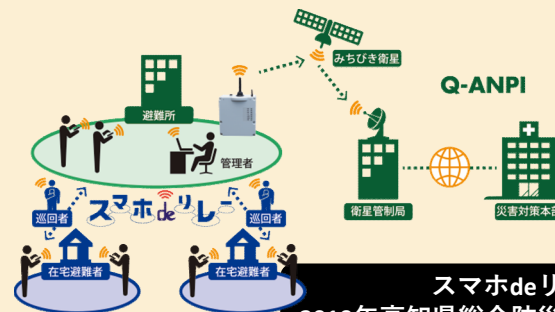 みちびき衛星
Q-ANPI
避難所
管理者
巡回者
スマホdeリレー
巡回者
衛星管制局
災害対策本部
在宅避難者
在宅避難者
スマホdeリ